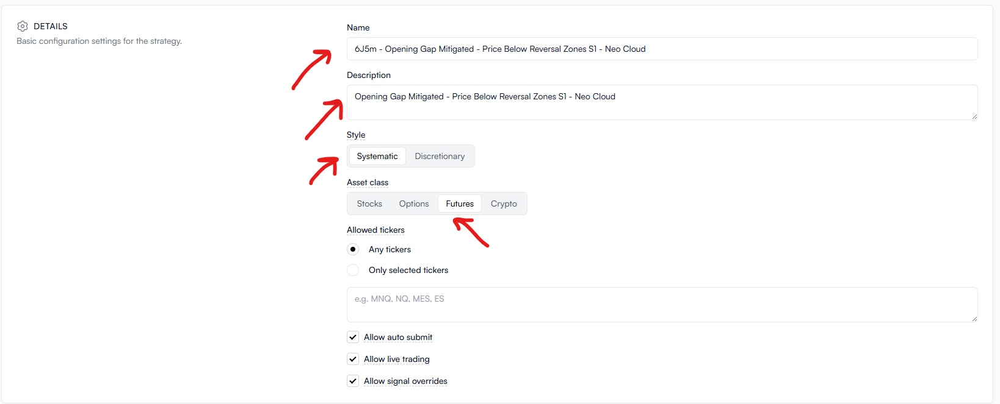 DETAILS
Basic configuration settings for the strategy.
Name
6J5m - Opening Gap Mitigated - Price Below Reversal Zones S1 - Neo Cloud
Description
Opening Gap Mitigated - Price Below Reversal Zones S1 - Neo Cloud
Style
Systematic Discretionary
Asset class
Stocks Options Futures Crypto
Allowed tickers
Any tickers
Only selected tickers
e.g. MNQ, NQ, MES, ES
Allow auto submit
Allow live trading
Allow signal overrides